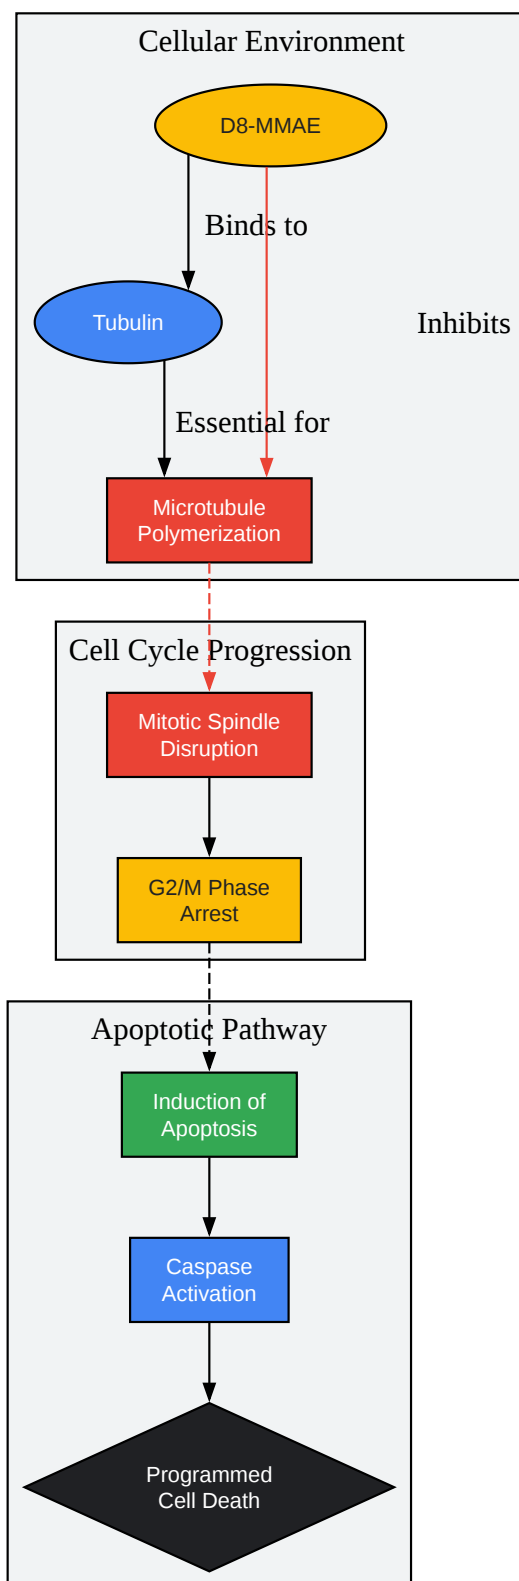 Cellular Environment
D8-MMAE
Binds to
Tubulin
Inhibits
Essential for
Microtubule
Polymerization
Cell Cycle Progression
Mitotic Spindle
Disruption
G2/M Phase
Arrest
Apoptotic Pathway
Induction of
Apoptosis
Caspase
Activation
Programmed
Cell Death